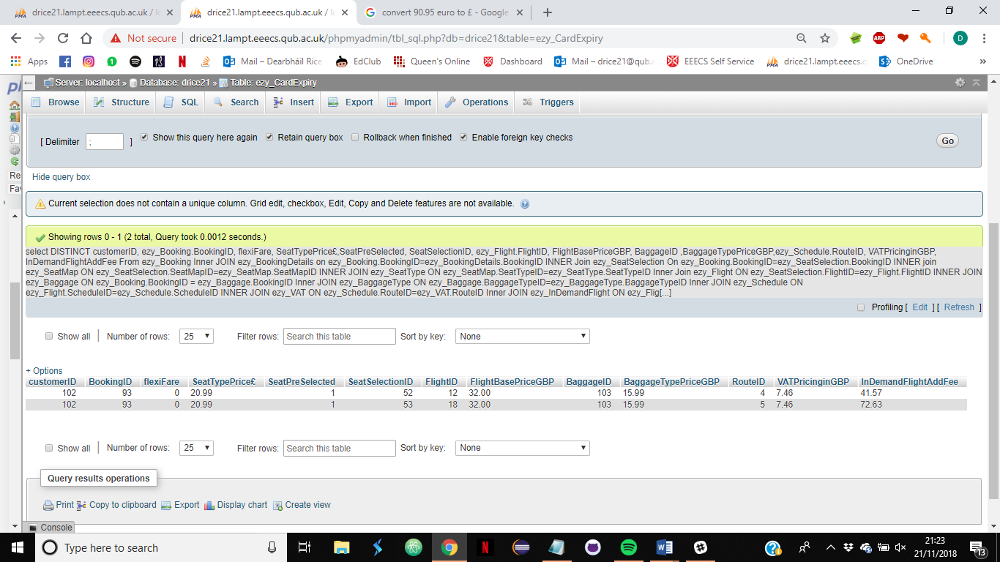 drice21.lampt.eeecs.qub.ac.uk / lo
drice21.lampt.eeecs.qub.ac.uk / lo
convert 90.95 euro to £ - Google
Not secure | drice21.lampt.eeecs.qub.ac.uk/phpmyadmin/tbl_sql.php?db=drice21&table=ezy_CardExpiry
ABP
D
Apps
Mail – Dearbháil Rice
EdClub
Queen's Online
Dashboard
Mail – drice21@qub.
EEECS Self Service
drice21.lampt.eeecs.q
OneDrive
Server: localhost » Database: drice21 » Table: ezy_CardExpiry
Browse Structure SQL Search Insert Export Import Operations Triggers
[ Delimiter ; ] Show this query here again Retain query box Rollback when finished Enable foreign key checks Go
Re
Fav
Hide query box
Current selection does not contain a unique column. Grid edit, checkbox, Edit, Copy and Delete features are not available.
Showing rows 0 - 1 (2 total, Query took 0.0012 seconds.)
select DISTINCT customerID, ezy_Booking.BookingID, flexiFare, SeatTypePrice£,SeatPreSelected, SeatSelectionID, ezy_Flight.FlightID, FlightBasePriceGBP, BaggageID ,BaggageTypePriceGBP,ezy_Schedule.RouteID, VATPricinginGBP,
InDemandFlightAddFee From ezy_Booking Inner JOIN ezy_BookingDetails on ezy_Booking.BookingID=ezy_BookingDetails.BookingID INNER Join ezy_SeatSelection On ezy_Booking.BookingID=ezy_SeatSelection.BookingID INNER join
ezy_SeatMap ON ezy_SeatSelection.SeatMapID=ezy_SeatMap.SeatMapID INNER JOIN ezy_SeatType ON ezy_SeatMap.SeatTypeID=ezy_SeatType.SeatTypeID Inner Join ezy_Flight ON ezy_SeatSelection.FlightID=ezy_Flight.FlightID INNER JOIN
ezy_Baggage ON ezy_Booking.BookingID = ezy_Baggage.BookingID Inner JOIN ezy_BaggageType ON ezy_Baggage.BaggageTypeID=ezy_BaggageType.BaggageTypeID Inner JOIN ezy_Schedule ON
ezy_Flight.ScheduleID=ezy_Schedule.ScheduleID INNER JOIN ezy_VAT ON ezy_Schedule.RouteID=ezy_VAT.RouteID Inner JOIN ezy_InDemandFlight ON ezy_Flig[...]
Profiling [ Edit ] [ Refresh ]
Show all | Number of rows: 25 Filter rows: Search this table Sort by key: None
+ Options
customerID BookingID flexiFare SeatTypePrice£ SeatPreSelected SeatSelectionID FlightID FlightBasePriceGBP BaggageID BaggageTypePriceGBP RouteID VATPricinginGBP InDemandFlightAddFee
102 93 0 20.99 1 52 12 32.00 103 15.99 4 7.46 41.57
102 93 0 20.99 1 53 18 32.00 103 15.99 5 7.46 72.63
Show all | Number of rows: 25 Filter rows: Search this table Sort by key: None
Query results operations
Print Copy to clipboard Export Display chart Create view
Console
Type here to search
21:23
21/11/2018
13